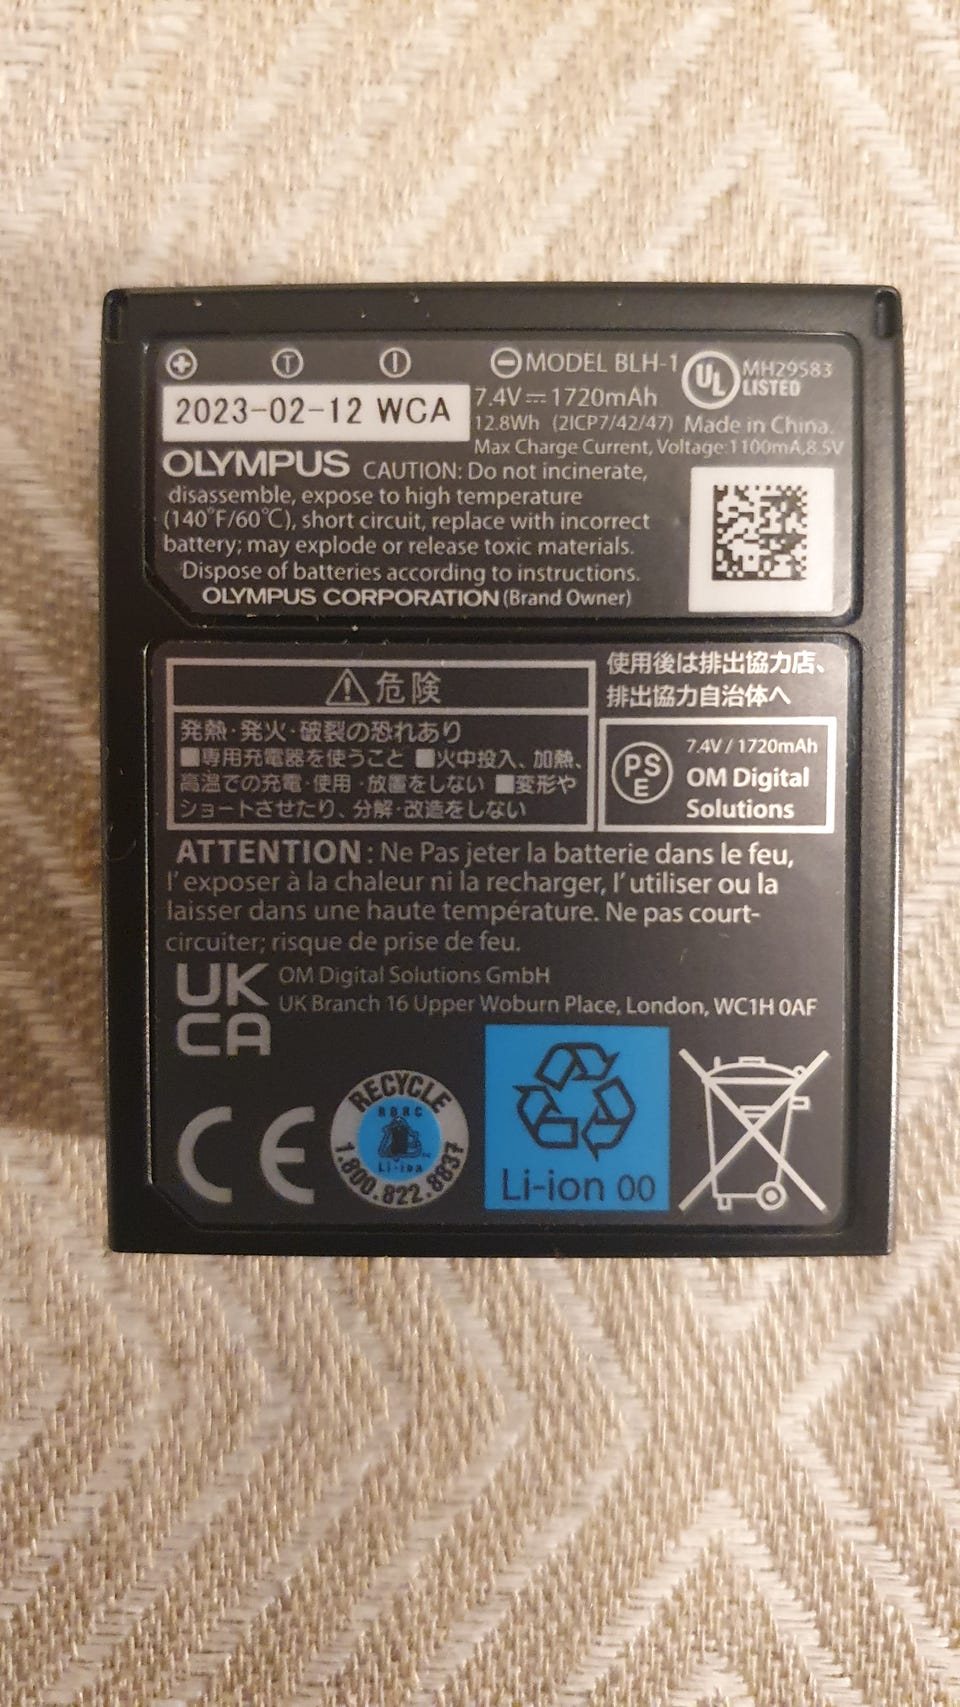 + T I − MODEL BLH-1
UL MH29583
LISTED
2023-02-12 WCA
7.4V⎓1720mAh
12.8Wh (2ICP7/42/47) Made in China.
Max Charge Current, Voltage:1100mA,8.5V
OLYMPUS CAUTION: Do not incinerate,
disassemble, expose to high temperature
(140°F/60℃), short circuit, replace with incorrect
battery; may explode or release toxic materials.
Dispose of batteries according to instructions.
OLYMPUS CORPORATION (Brand Owner)
危険
発熱·発火·破裂の恐れあり
■専用充電器を使うこと ■火中投入、加熱、
高温での充電·使用·放置をしない ■変形や
ショートさせたり、分解·改造をしない
使用後は排出協力店、
排出協力自治体へ
PSE
7.4V / 1720mAh
OM Digital
Solutions
ATTENTION : Ne Pas jeter la batterie dans le feu,
l'exposer à la chaleur ni la recharger, l'utiliser ou la
laisser dans une haute température. Ne pas court-
circuiter; risque de prise de feu.
UK
CA
OM Digital Solutions GmbH
UK Branch 16 Upper Woburn Place, London, WC1H 0AF
CE
RECYCLE
RBRC
Li-ion
1.800.822.8837
Li-ion 00